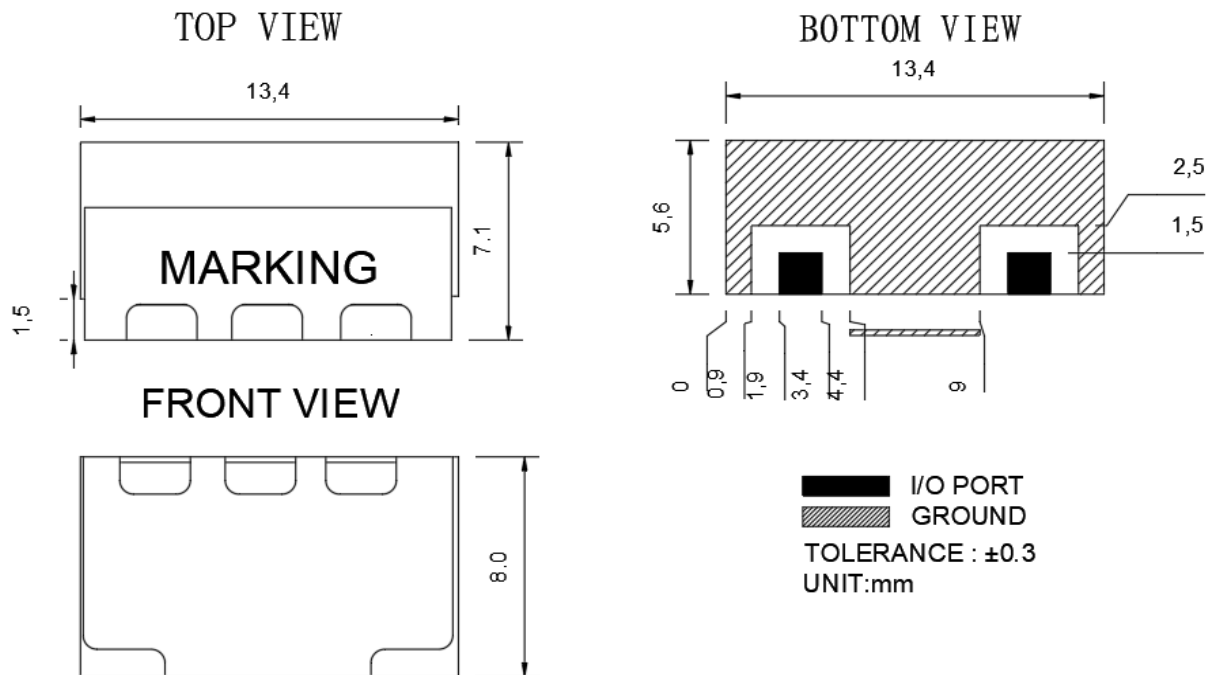 TOP VIEW
13,4
MARKING
7.1
1,5
FRONT VIEW
8.0
BOTTOM VIEW
13,4
5,6
2,5
1,5
0
0,9
1,9
3,4
4,4
9
I/O PORT
GROUND
TOLERANCE : ±0.3
UNIT:mm